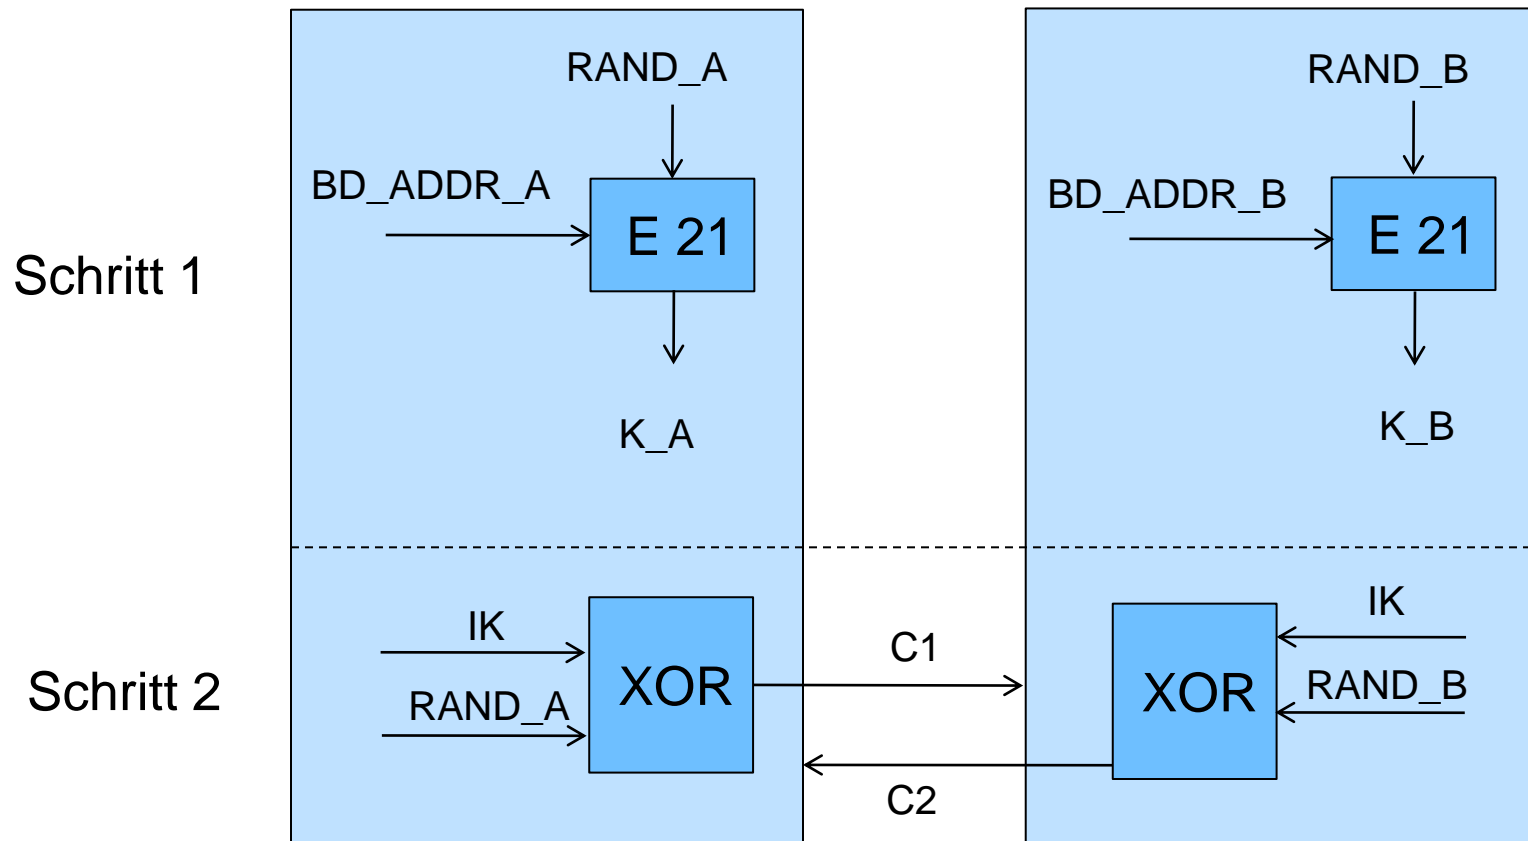 RAND_A
RAND_B
BD_ADDR_A
BD_ADDR_B
E 21
E 21
Schritt 1
K_A
K_B
IK
IK
C1
XOR
XOR
Schritt 2
RAND_A
RAND_B
C2